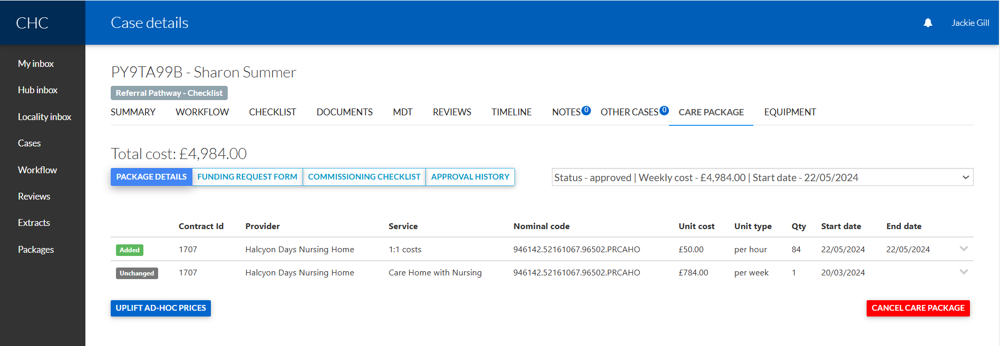 CHC
Case details
Jackie Gill
My inbox
Hub inbox
Locality inbox
Cases
Workflow
Reviews
Extracts
Packages
PY9TA99B - Sharon Summer
Referral Pathway - Checklist
SUMMARY WORKFLOW CHECKLIST DOCUMENTS MDT REVIEWS TIMELINE NOTES 0 OTHER CASES 0 CARE PACKAGE EQUIPMENT
Total cost: £4,984.00
PACKAGE DETAILS FUNDING REQUEST FORM COMMISSIONING CHECKLIST APPROVAL HISTORY
Status - approved | Weekly cost - £4,984.00 | Start date - 22/05/2024
Contract Id Provider Service Nominal code Unit cost Unit type Qty Start date End date
Added 1707 Halcyon Days Nursing Home 1:1 costs 946142.52161067.96502.PRCAHO £50.00 per hour 84 22/05/2024 22/05/2024
Unchanged 1707 Halcyon Days Nursing Home Care Home with Nursing 946142.52161067.96502.PRCAHO £784.00 per week 1 20/03/2024
UPLIFT AD-HOC PRICES
CANCEL CARE PACKAGE